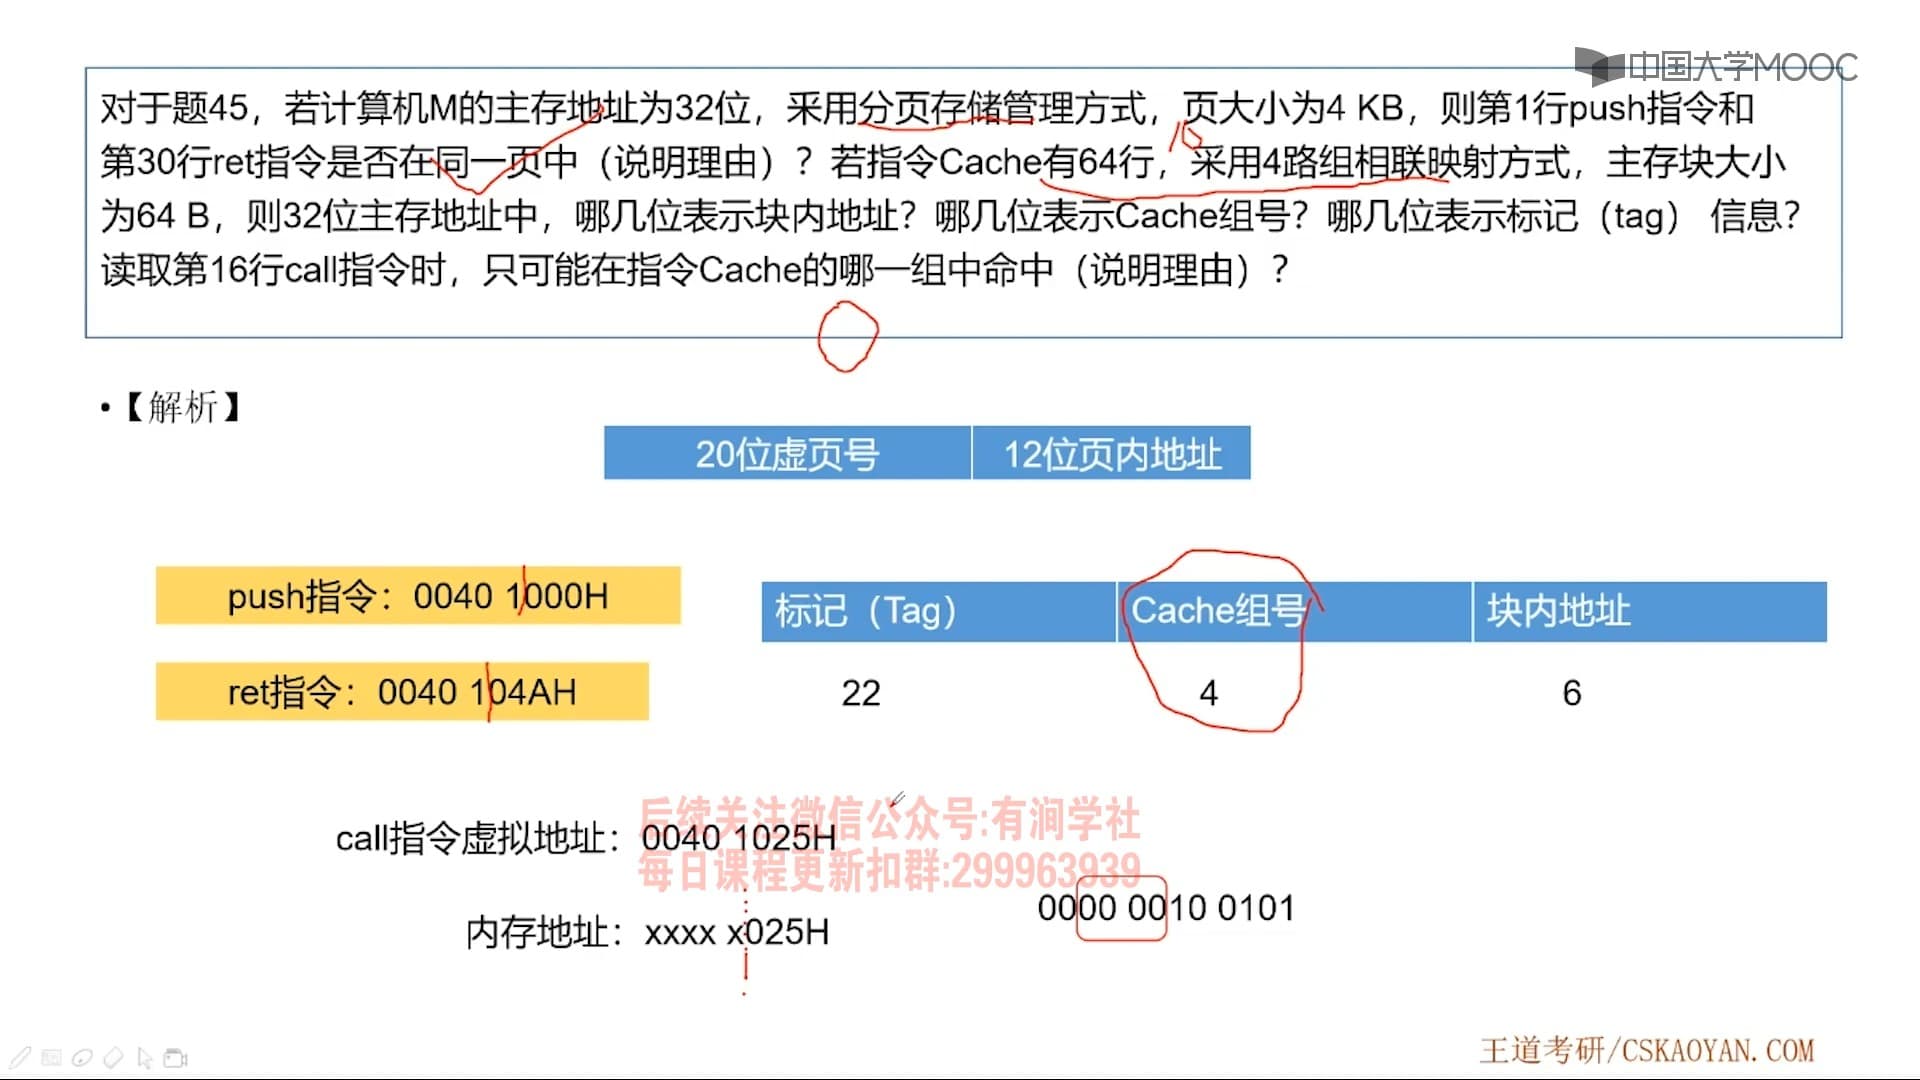 中国大学MOOC
对于题45，若计算机M的主存地址为32位，采用分页存储管理方式，页大小为4 KB，则第1行push指令和
第30行ret指令是否在同一页中（说明理由）？若指令Cache有64行，采用4路组相联映射方式，主存块大小
为64 B，则32位主存地址中，哪几位表示块内地址？哪几位表示Cache组号？哪几位表示标记（tag）信息？
读取第16行call指令时，只可能在指令Cache的哪一组中命中（说明理由）？
•【解析】
20位虚页号 12位页内地址
push指令：0040 1000H
标记（Tag） Cache组号 块内地址
ret指令：0040 104AH
22 4 6
后续关注微信公众号:有涧学社
call指令虚拟地址：0040 1025H
每日课程更新扣群:299963939
0000 0010 0101
内存地址：xxxx x025H
王道考研/CSKAOYAN.COM